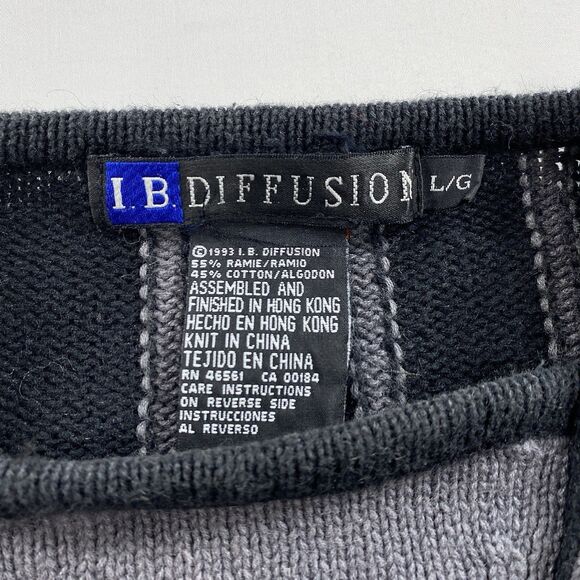 I.B. DIFFUSION
L/G
©1993 I. B. DIFFUSION
55% RAMIE/RAMIO
45% COTTON/ALGODON
ASSEMBLED AND
FINISHED IN HONG KONG
HECHO EN HONG KONG
KNIT IN CHINA
TEJIDO EN CHINA
RN 46561 CA 00184
CARE INSTRUCTIONS
ON REVERSE SIDE
INSTRUCCIONES
AL REVERSO